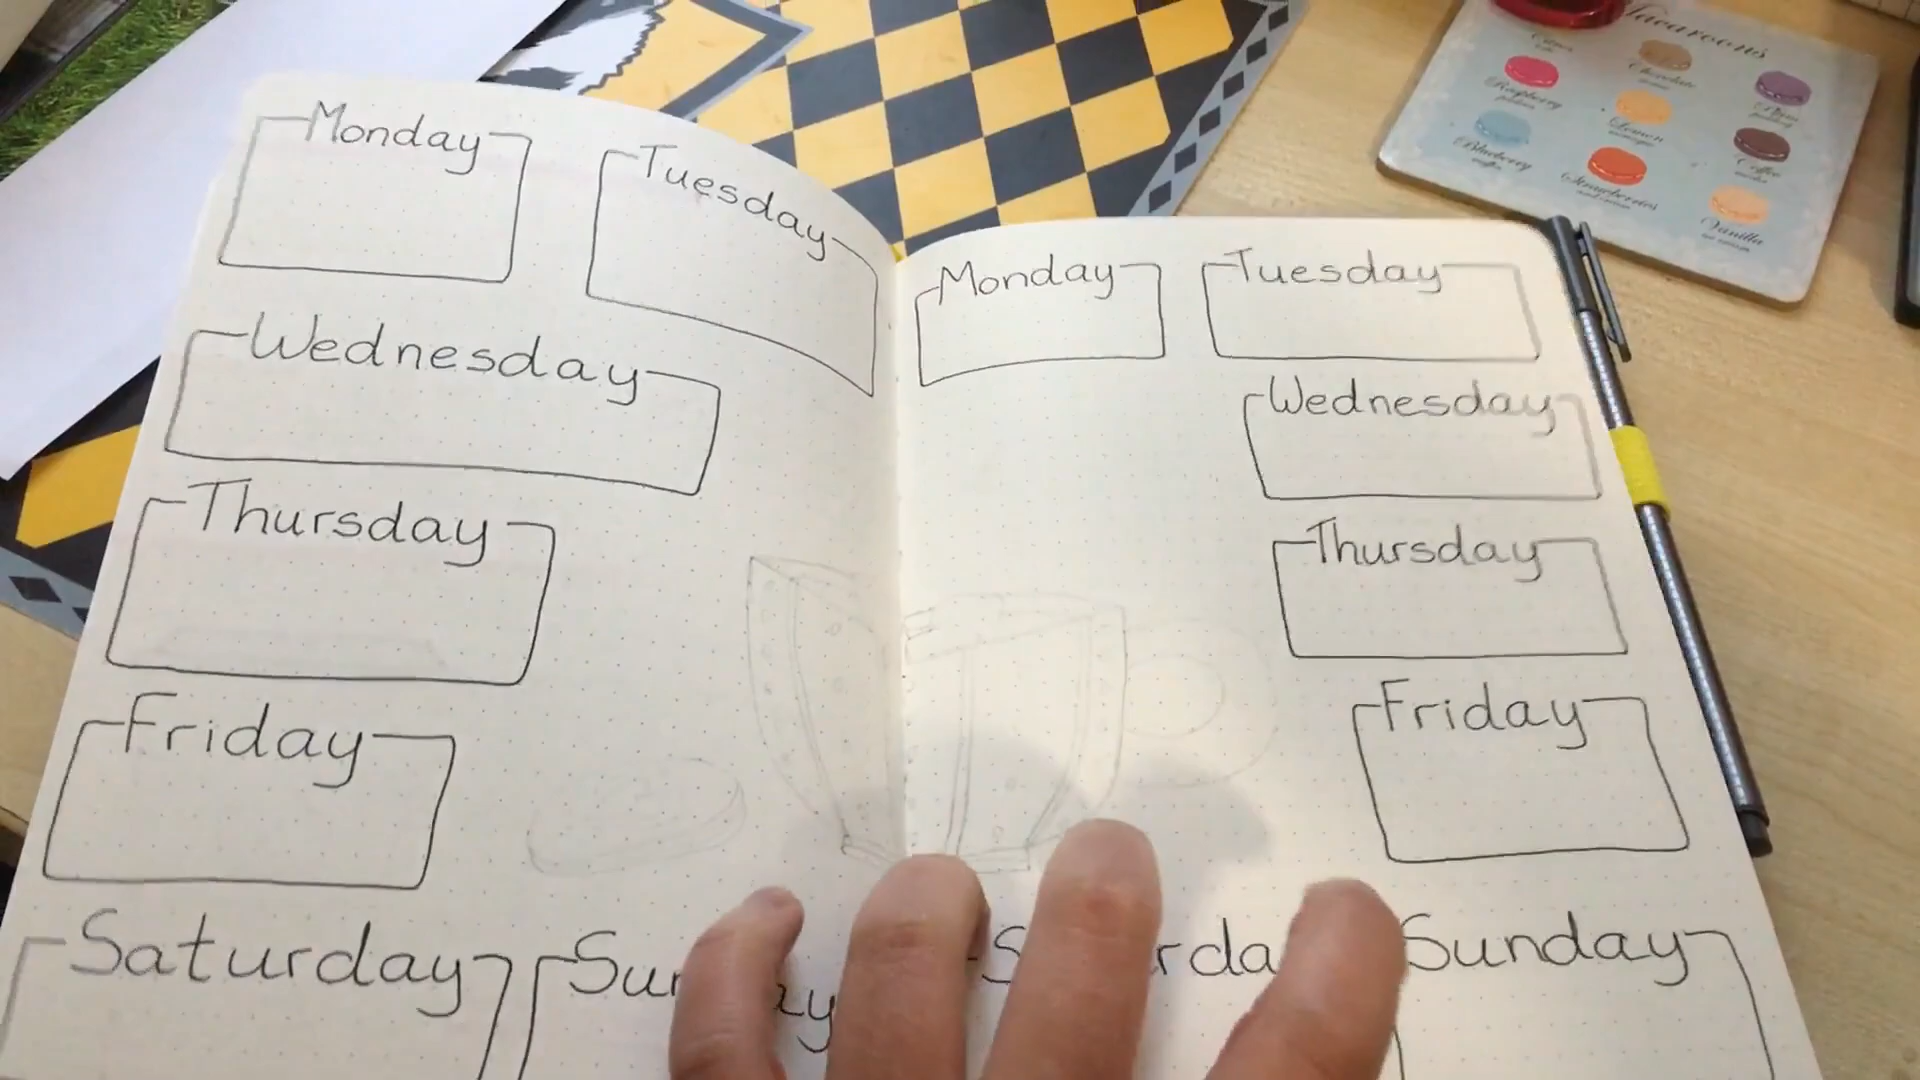 Monday
Tuesday
Wednesday
Thursday
Friday
Saturday
Monday
Tuesday
Wednesday
Thursday
Friday
Sunday
Macaroons
Chocolate
Raspberry
Lemon
Blueberry
Coffee
Strawberries
Vanilla